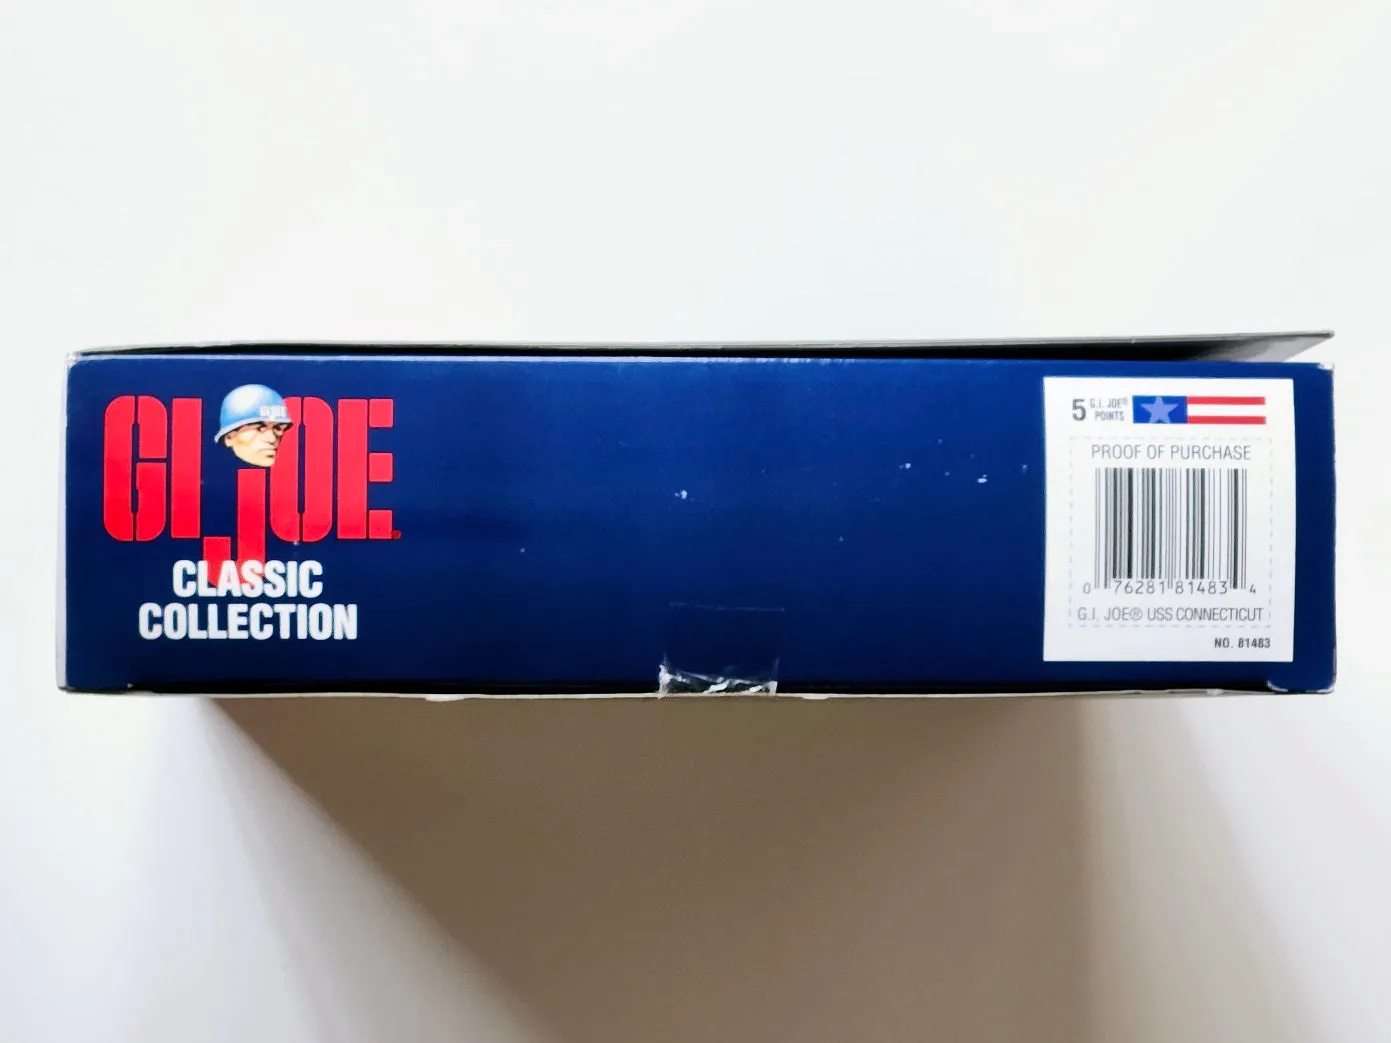 GI JOE
CLASSIC
COLLECTION
5 G.I. JOE®
POINTS
PROOF OF PURCHASE
0 76281 81483 4
G.I. JOE® USS CONNECTICUT
NO. 81483